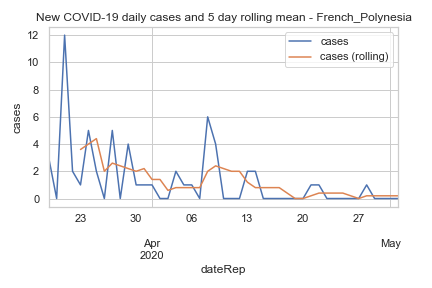 New COVID-19 daily cases and 5 day rolling mean - French_Polynesia
cases
cases (rolling)
12
10
8
6
4
2
0
cases
23
30
06
13
20
27
Apr
2020
May
dateRep